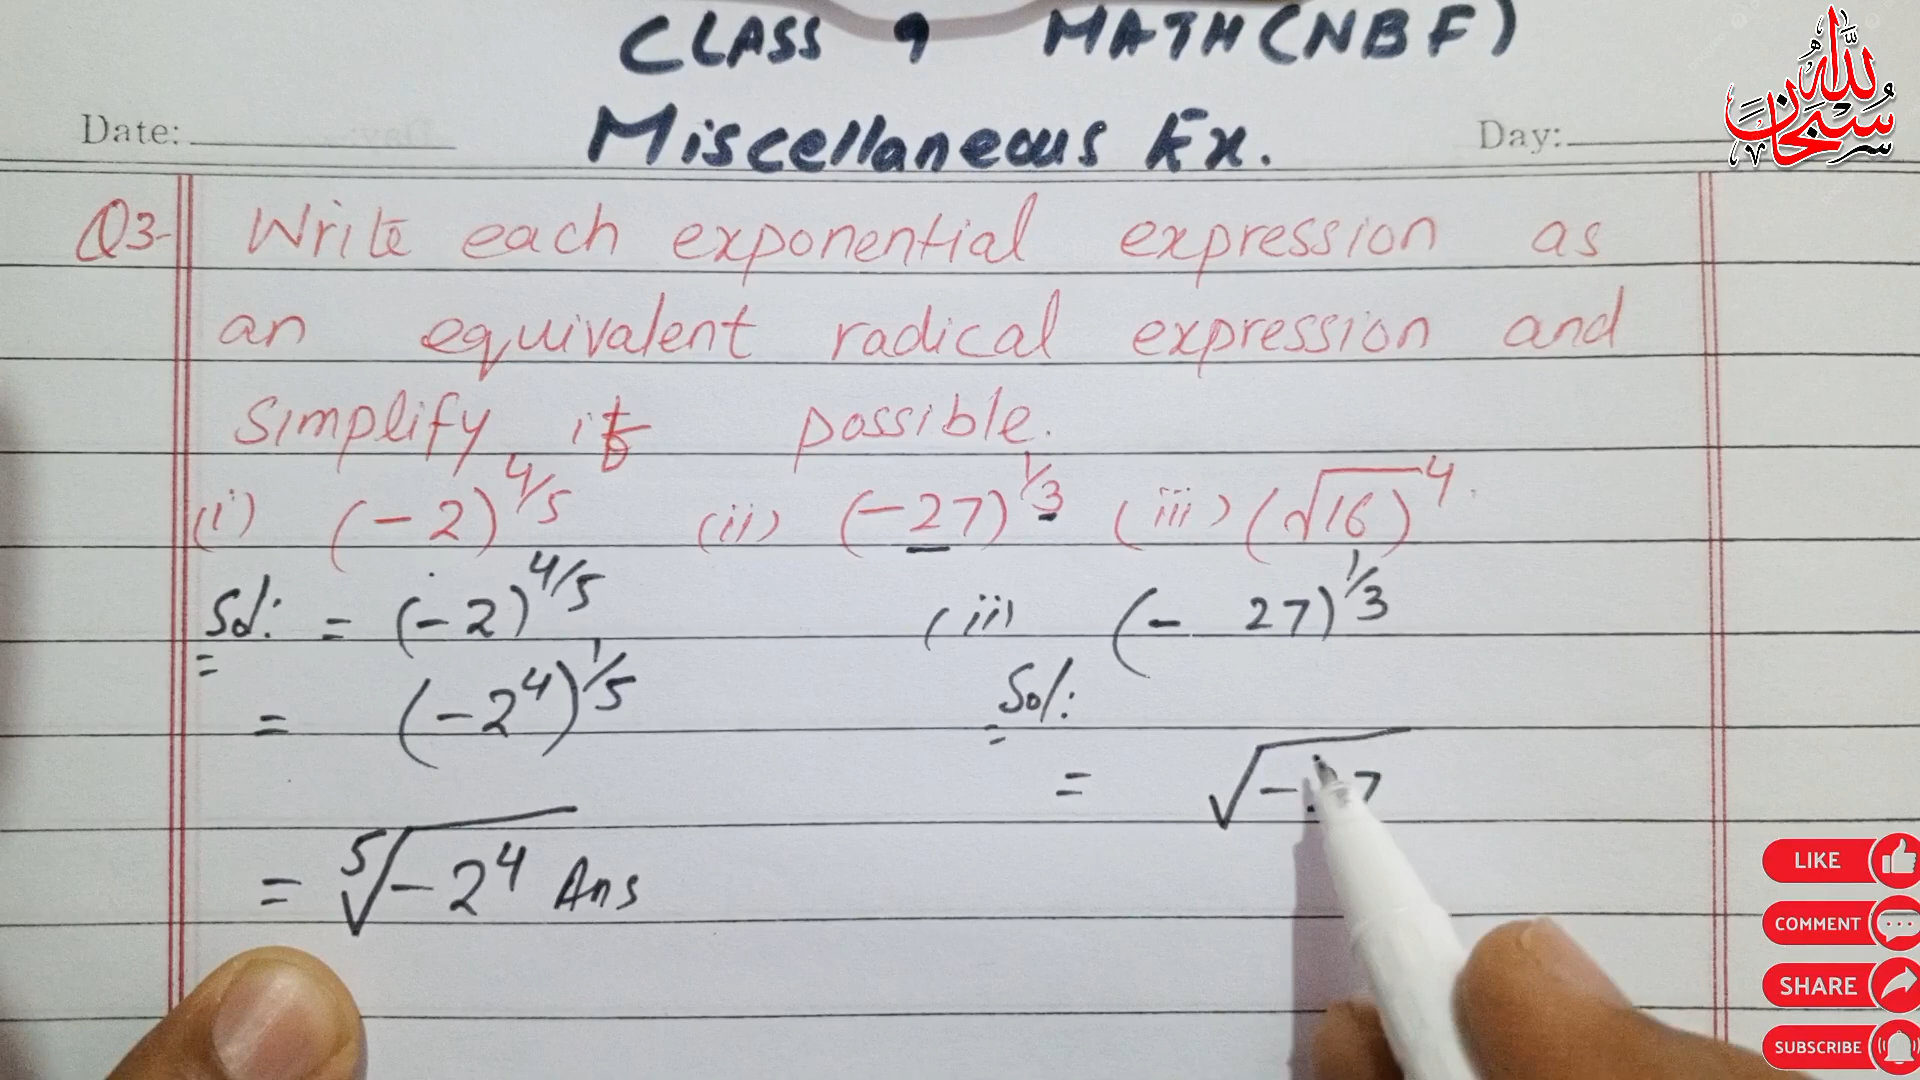 CLASS 9 MATH (NBF)
Date: Miscellaneous Ex. Day:
سبحان الله
Q3- Write each exponential expression as
an equivalent radical expression and
Simplify if possible.
(i) (-2)^4/5 (ii) (-27)^1/3 (iii) (√16)^4
Sol: = (-2)^4/5 (ii) (- 27)^1/3
= (-2^4)^1/5 Sol:
= √-27
= ⁵√-2^4 Ans
LIKE
COMMENT
SHARE
SUBSCRIBE